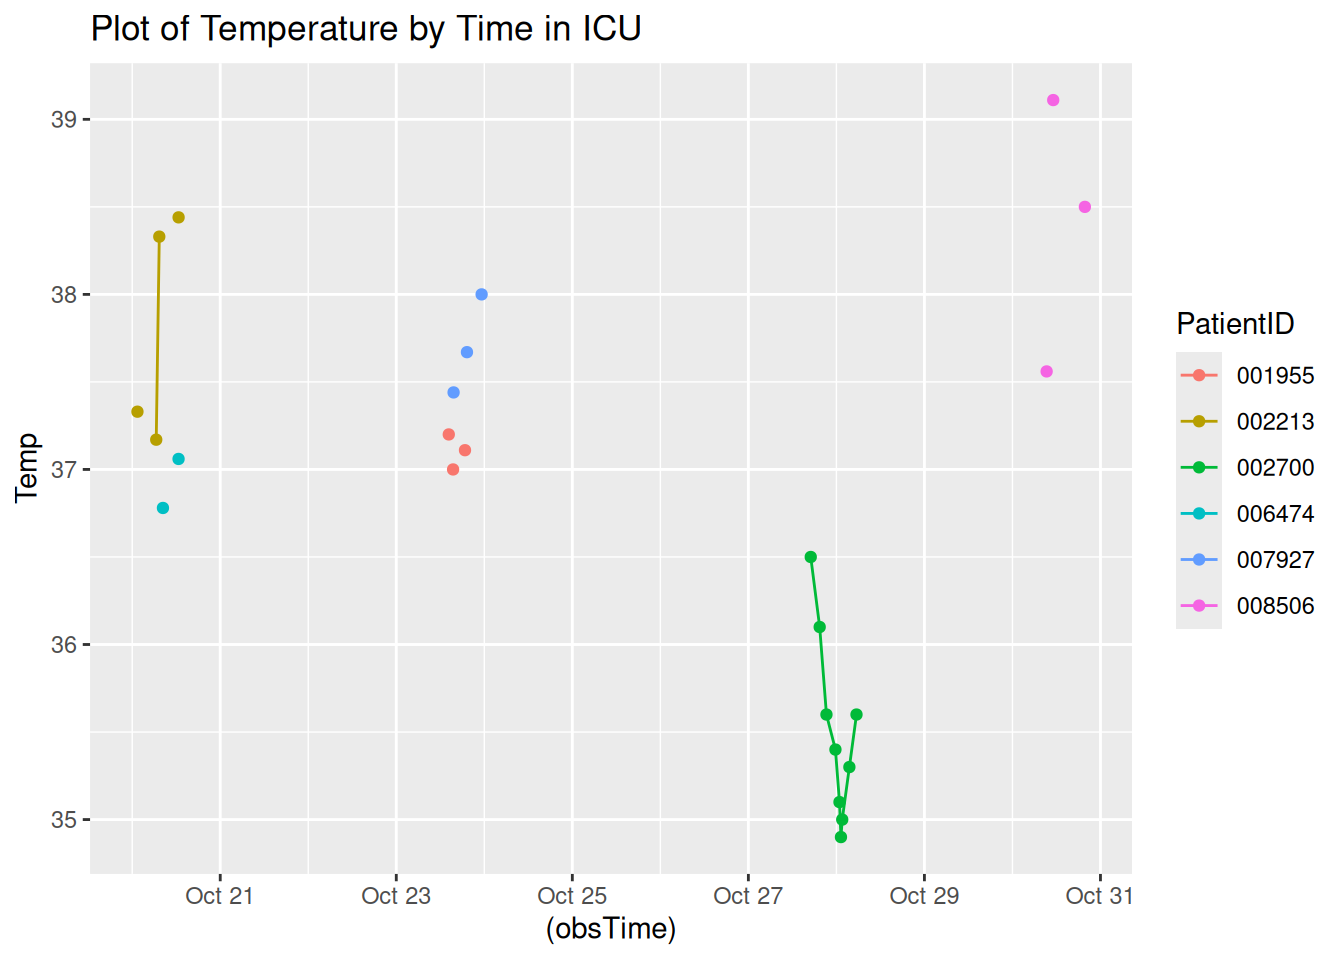 Plot of Temperature by Time in ICU
39
38
37
36
35
Temp
Oct 21
Oct 23
Oct 25
Oct 27
Oct 29
Oct 31
(obsTime)
PatientID
001955
002213
002700
006474
007927
008506